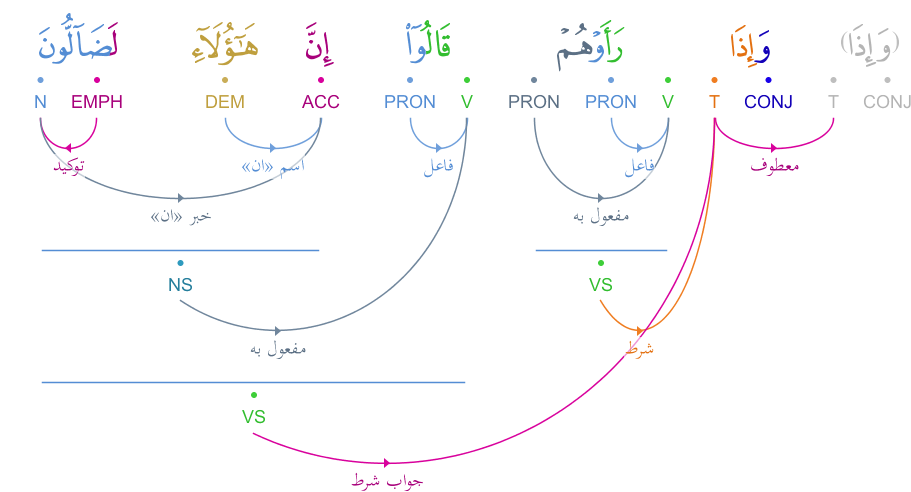 (وَإِذَا) وَإِذَا رَأَوْهُمْ قَالُوٓا۟ إِنَّ هَـٰٓؤُلَآءِ لَضَآلُّونَ
CONJ T CONJ T V PRON PRON V PRON ACC DEM EMPH N
معطوف فاعل فاعل اسم «ان» توكيد
مفعول به خبر «ان»
VS NS
شرط مفعول به
VS
جواب شرط